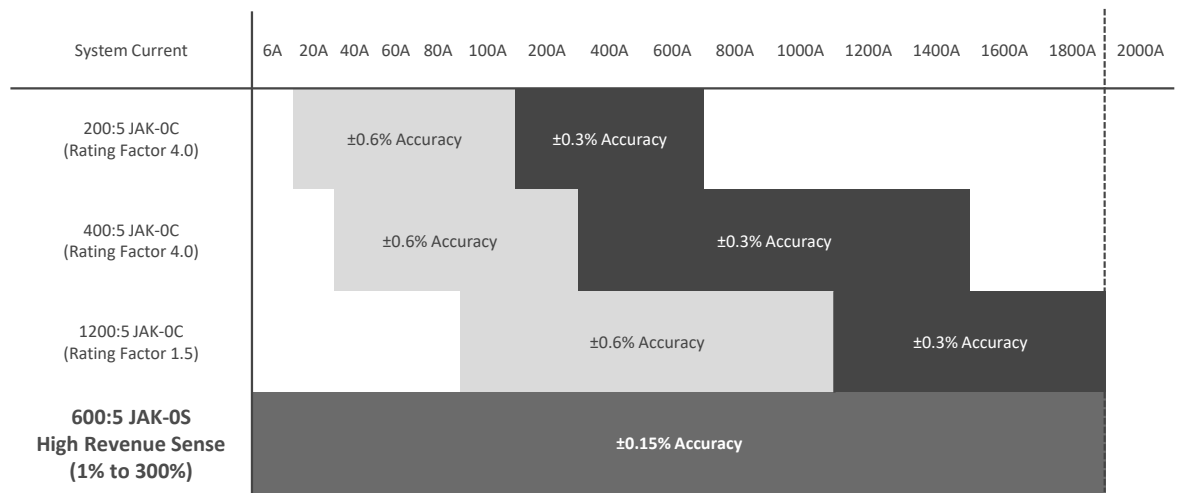 System Current 6A 20A 40A 60A 80A 100A 200A 400A 600A 800A 1000A 1200A 1400A 1600A 1800A 2000A
200:5 JAK-0C
(Rating Factor 4.0)
±0.6% Accuracy ±0.3% Accuracy
400:5 JAK-0C
(Rating Factor 4.0)
±0.6% Accuracy ±0.3% Accuracy
1200:5 JAK-0C
(Rating Factor 1.5)
±0.6% Accuracy ±0.3% Accuracy
600:5 JAK-0S
High Revenue Sense
(1% to 300%)
±0.15% Accuracy